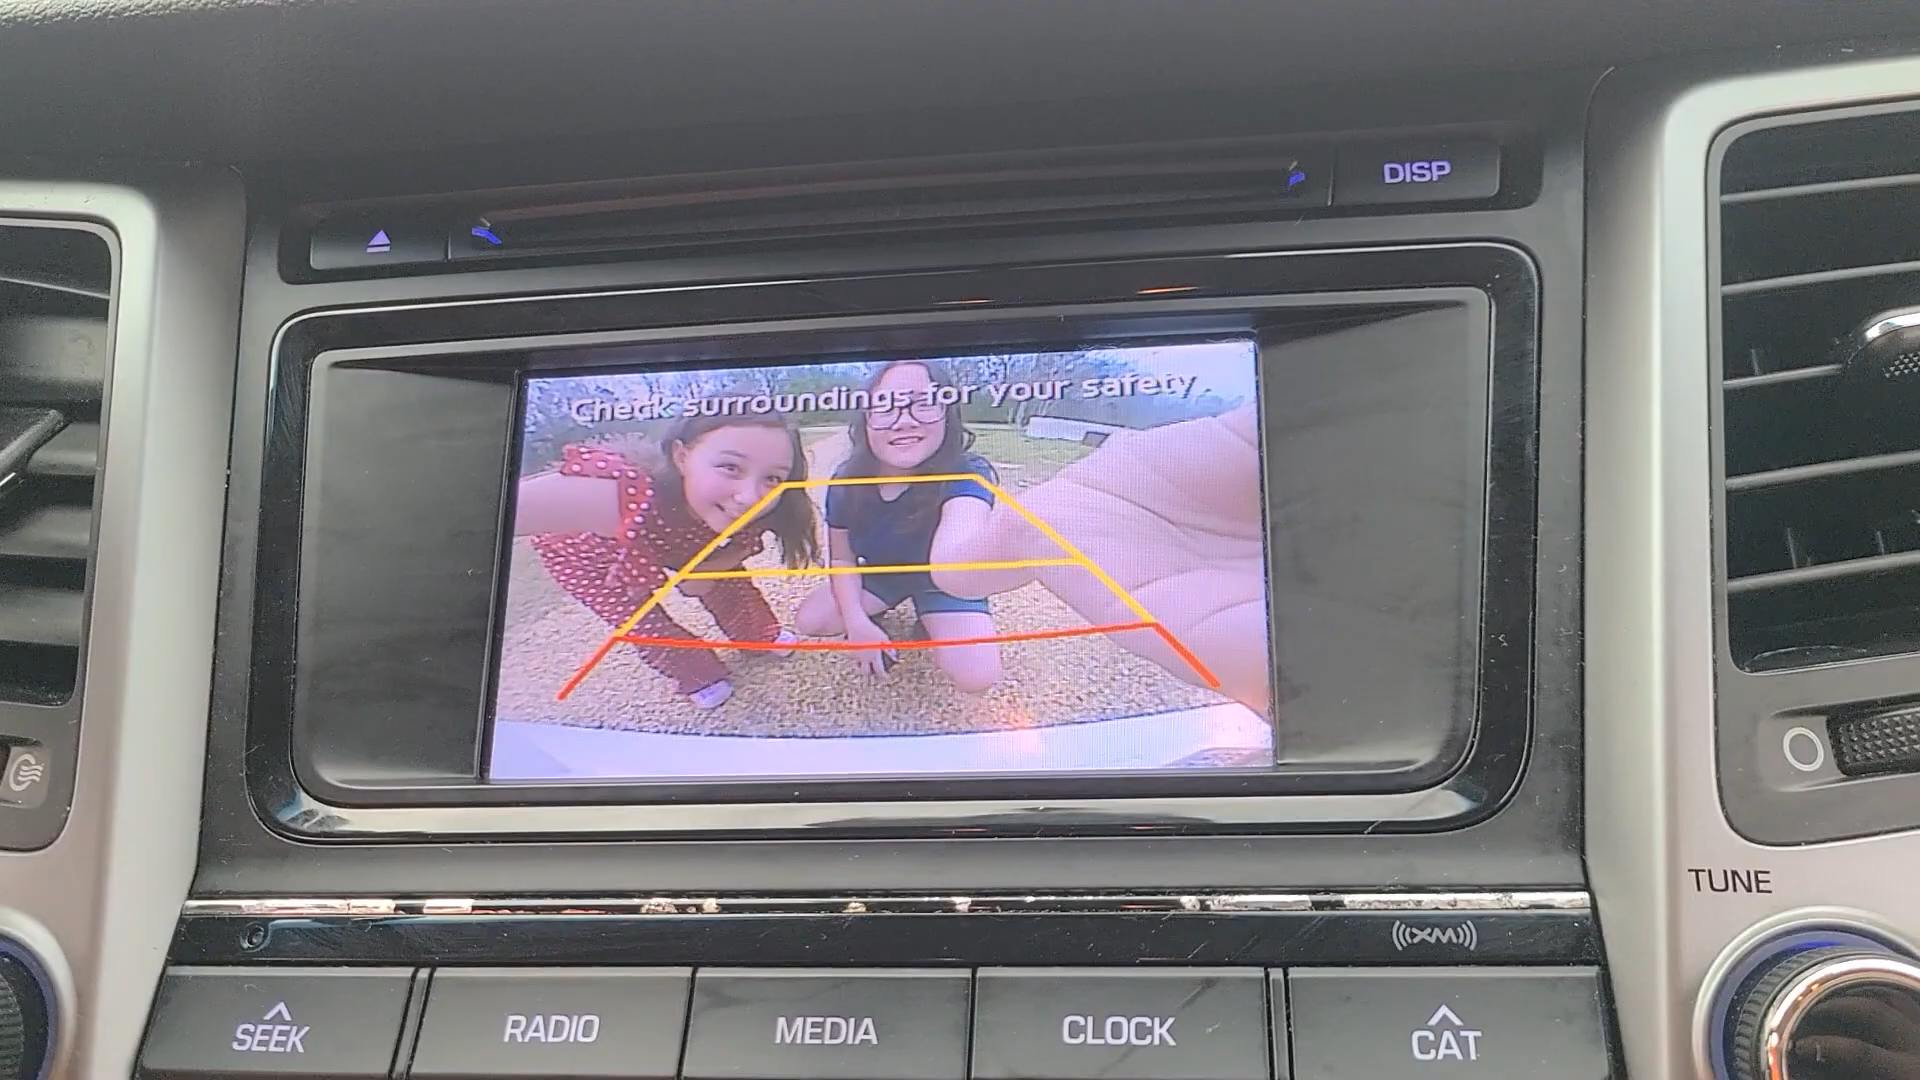 DISP
Check surroundings for your safety.
TUNE
XM
SEEK
RADIO
MEDIA
CLOCK
CAT